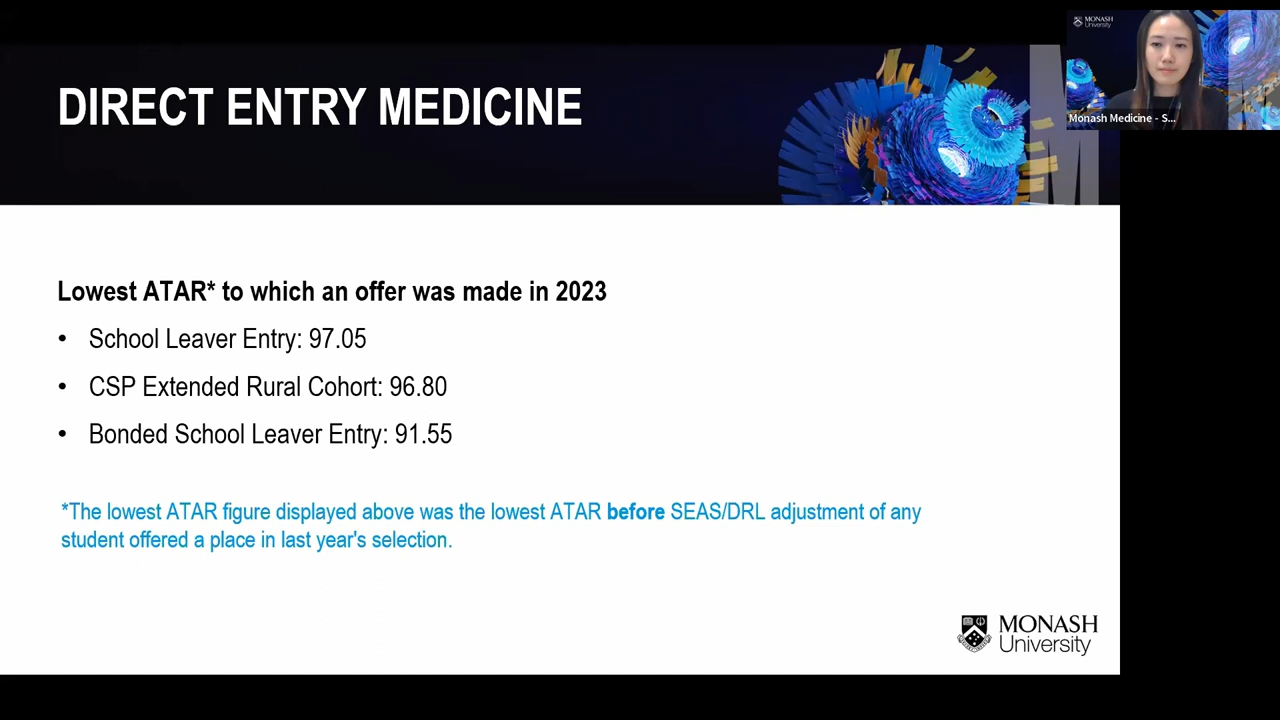 DIRECT ENTRY MEDICINE
MONASH
University
Monash Medicine - S...
Lowest ATAR* to which an offer was made in 2023
• School Leaver Entry: 97.05
• CSP Extended Rural Cohort: 96.80
• Bonded School Leaver Entry: 91.55
*The lowest ATAR figure displayed above was the lowest ATAR before SEAS/DRL adjustment of any
student offered a place in last year's selection.
MONASH
University